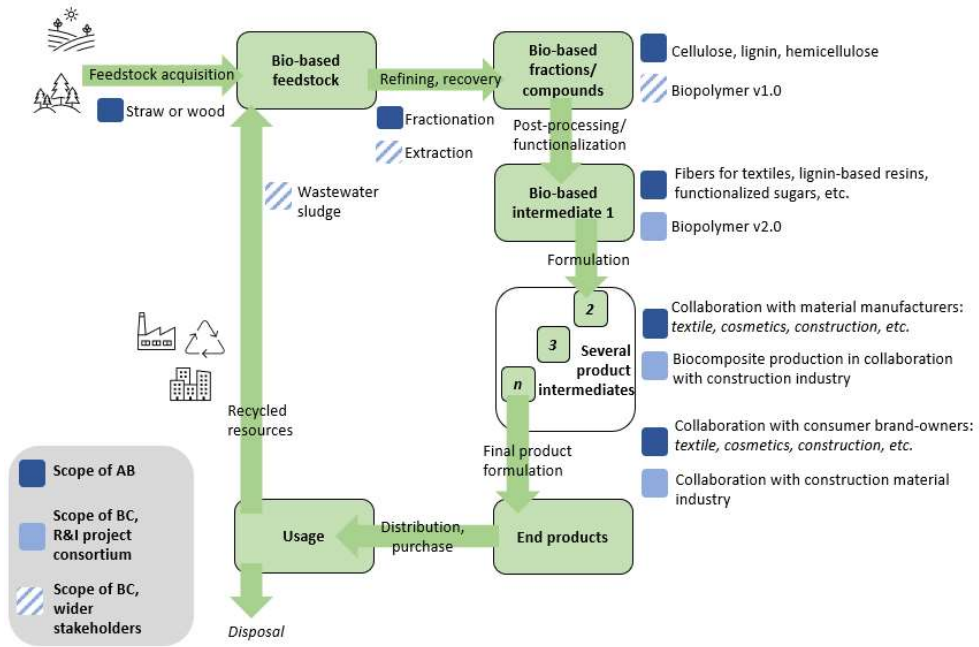 Bio-based
feedstock
Feedstock acquisition
Straw or wood
Refining, recovery
Fractionation
Extraction
Bio-based
fractions/
compounds
Cellulose, lignin, hemicellulose
Biopolymer v1.0
Post-processing/
functionalization
Bio-based
intermediate 1
Fibers for textiles, lignin-based resins,
functionalized sugars, etc.
Biopolymer v2.0
Wastewater
sludge
Formulation
2
3
n
Several
product
intermediates
Collaboration with material manufacturers:
textile, cosmetics, construction, etc.
Biocomposite production in collaboration
with construction industry
Recycled
resources
Final product
formulation
Collaboration with consumer brand-owners:
textile, cosmetics, construction, etc.
Collaboration with construction material
industry
End products
Distribution,
purchase
Usage
Disposal
Scope of AB
Scope of BC,
R&I project
consortium
Scope of BC,
wider
stakeholders